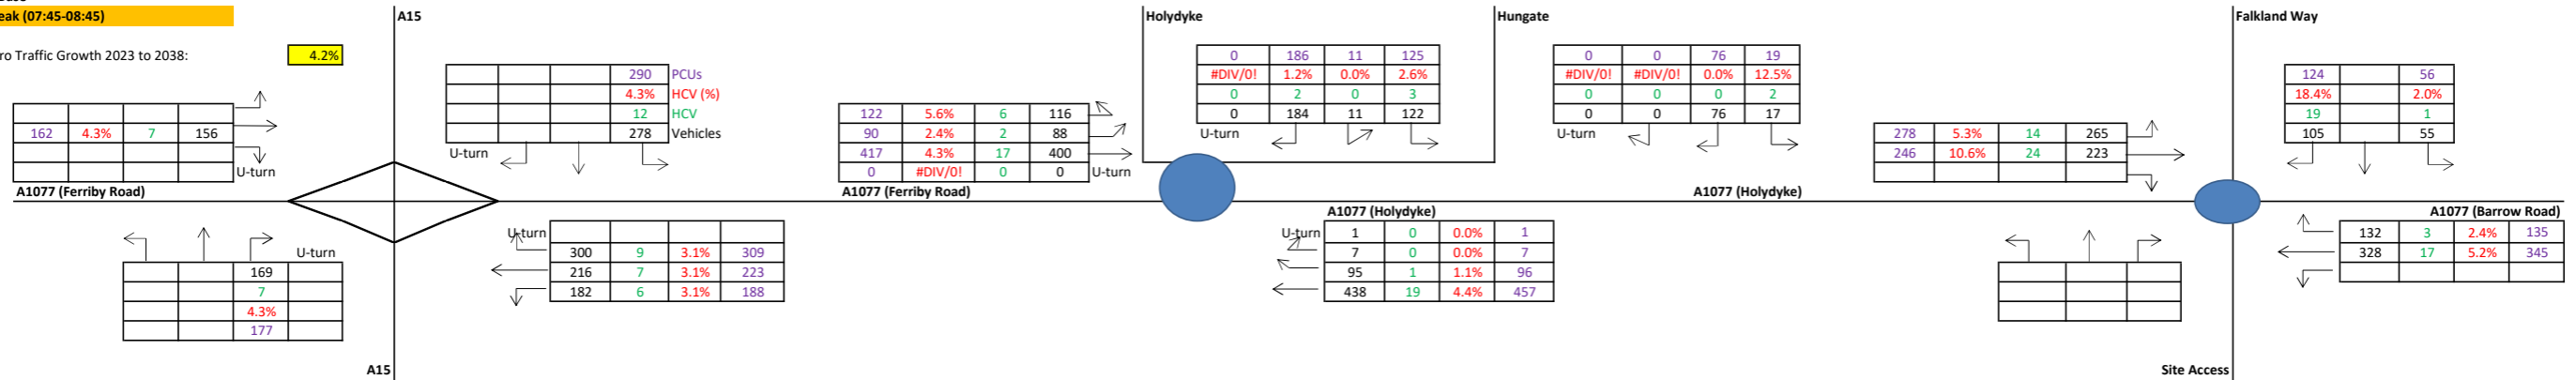 eak (07:45-08:45)
A15
Holydyke
Hungate
Falkland Way
ro Traffic Growth 2023 to 2038: 4.2%
290 PCUs
4.3% HCV (%)
12 HCV
278 Vehicles
U-turn
162 4.3% 7 156
U-turn
A1077 (Ferriby Road)
122 5.6% 6 116
90 2.4% 2 88
417 4.3% 17 400
0 #DIV/0! 0 0 U-turn
A1077 (Ferriby Road)
0 186 11 125
#DIV/0! 1.2% 0.0% 2.6%
0 2 0 3
0 184 11 122
U-turn
0 0 76 19
#DIV/0! #DIV/0! 0.0% 12.5%
0 0 0 2
0 0 76 17
U-turn
278 5.3% 14 265
246 10.6% 24 223
124 56
18.4% 2.0%
19 1
105 55
A1077 (Holydyke)
A1077 (Holydyke)
A1077 (Barrow Road)
U-turn
169
7
4.3%
177
U-turn
300 9 3.1% 309
216 7 3.1% 223
182 6 3.1% 188
U-turn 1 0 0.0% 1
7 0 0.0% 7
95 1 1.1% 96
438 19 4.4% 457
132 3 2.4% 135
328 17 5.2% 345
A15
Site Access